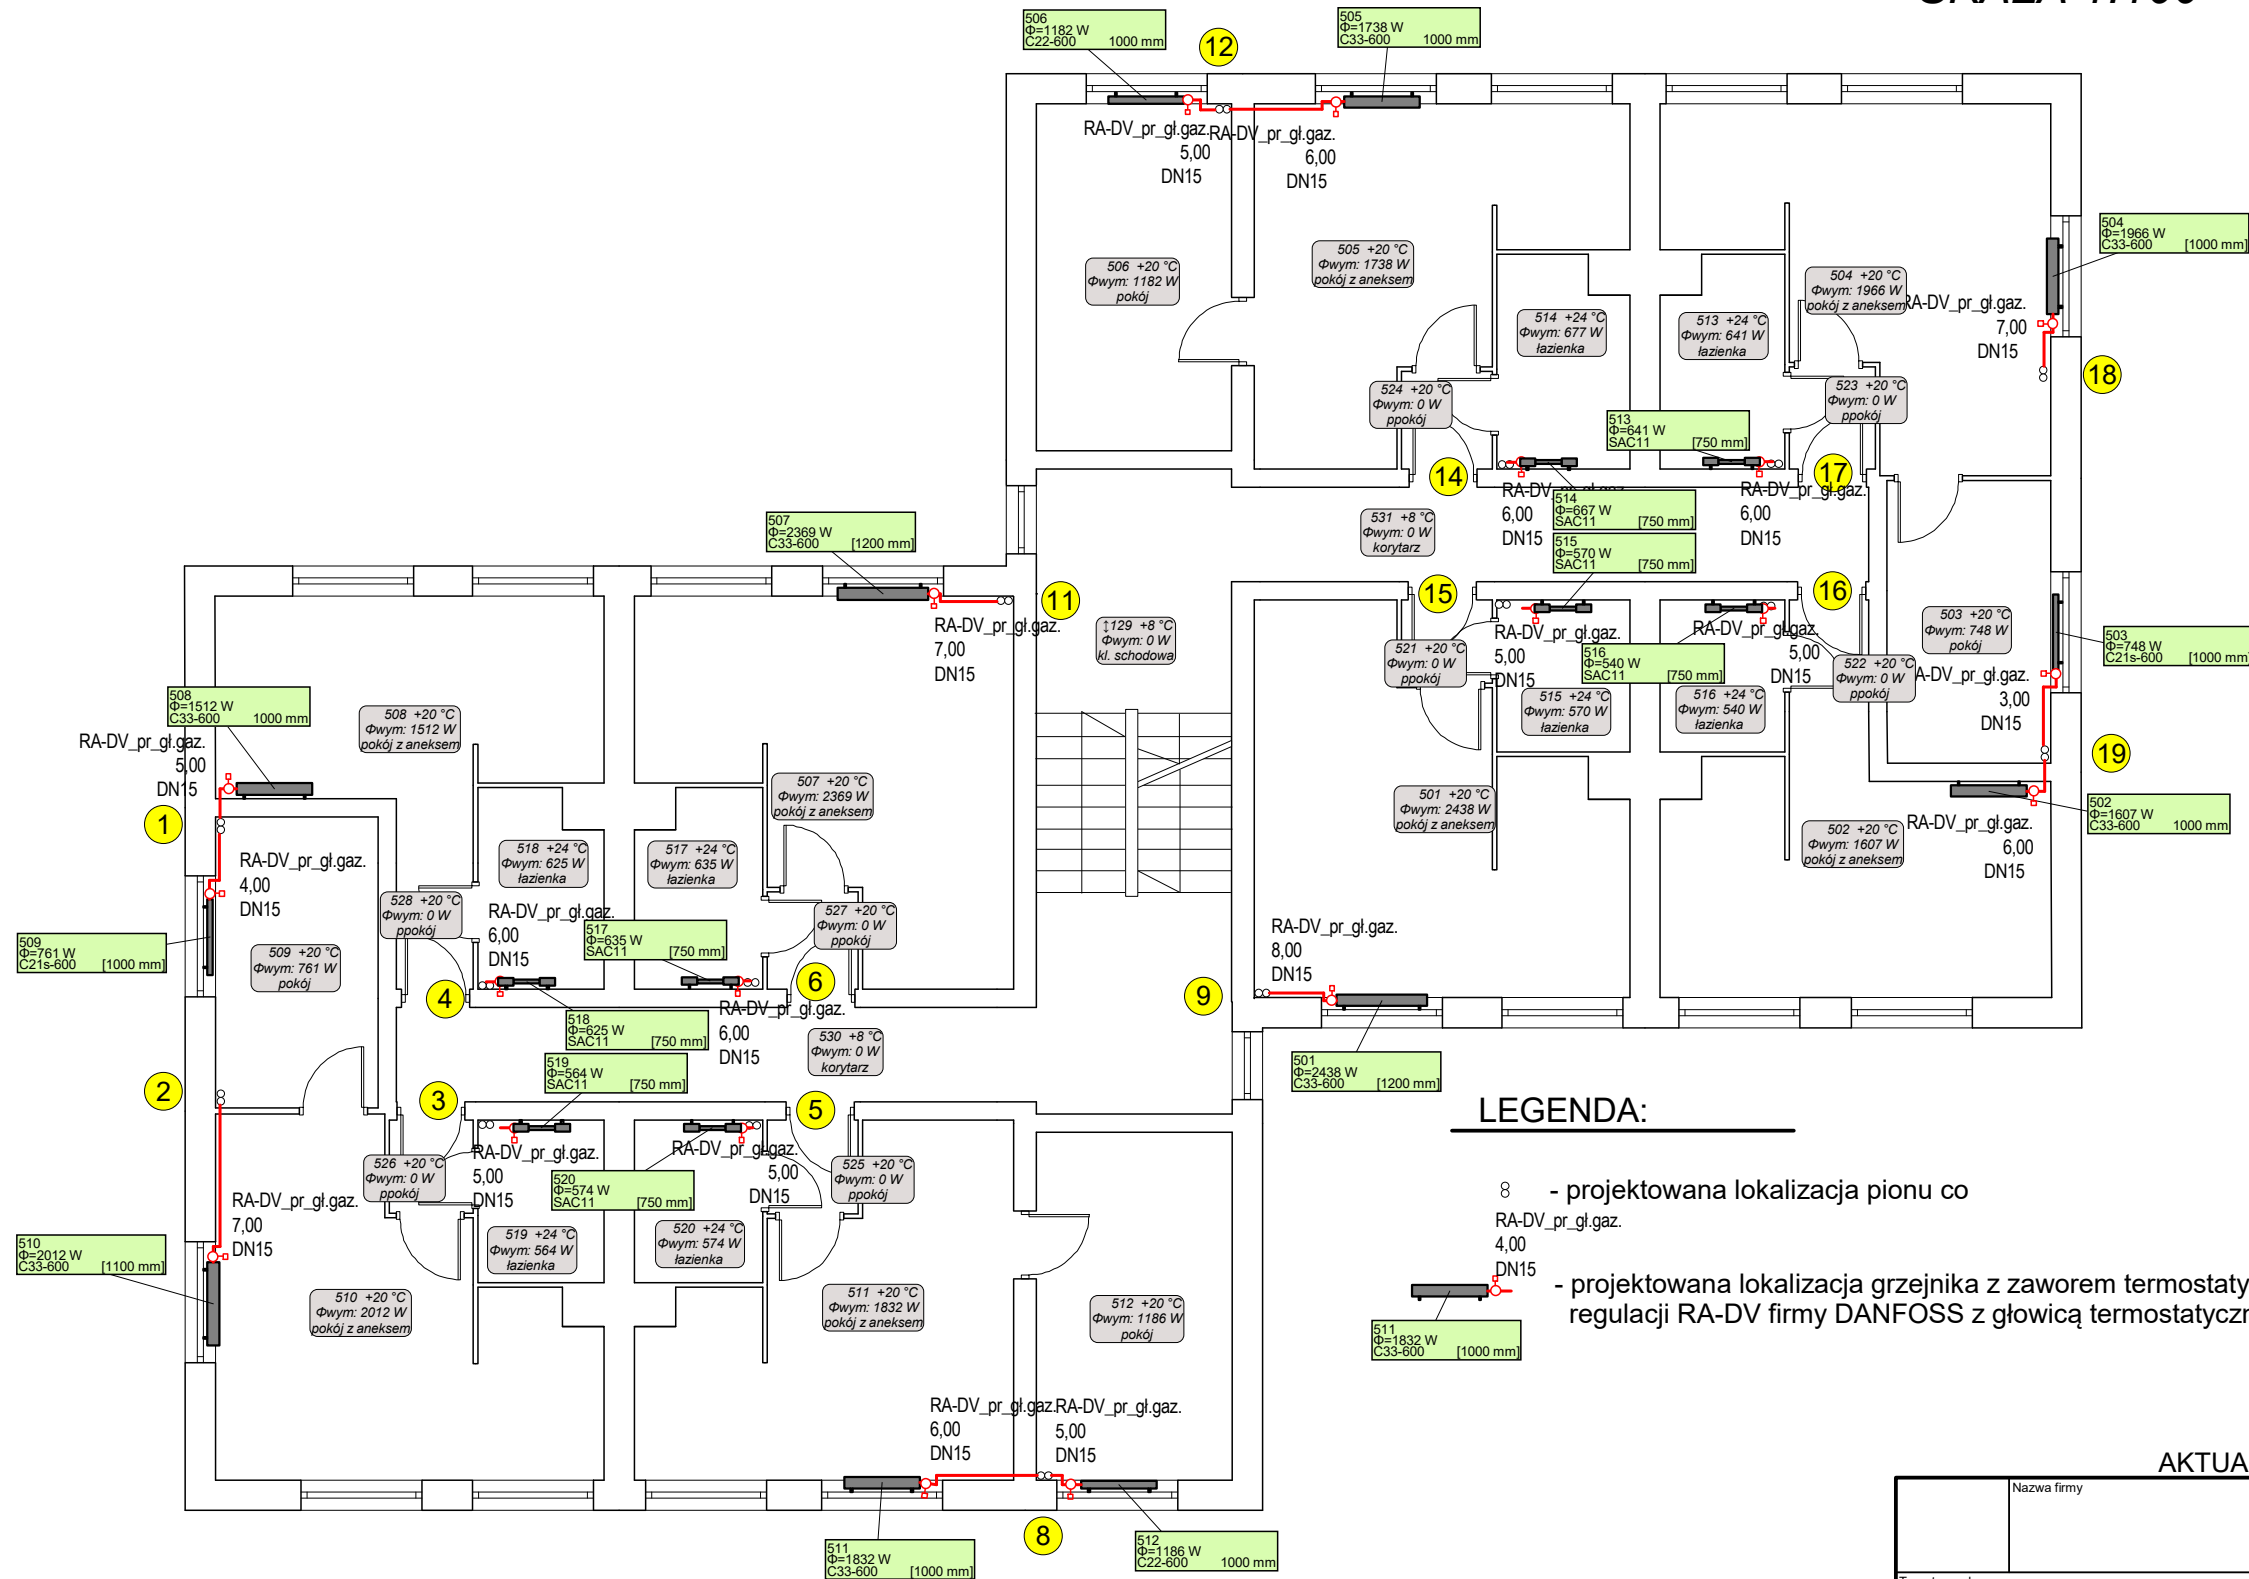 506
Φ=1182 W
C22-600 1000 mm
12
505
Φ=1738 W
C33-600 1000 mm
RA-DV_pr_gł.gaz.
5,00
DN15
RA-DV_pr_gł.gaz.
6,00
DN15
504
Φ=1966 W
C33-600 [1000 mm]
506 +20 °C
Φwym: 1182 W
pokój
505 +20 °C
Φwym: 1738 W
pokój z aneksem
504 +20 °C
Φwym: 1966 W
pokój z aneksem
RA-DV_pr_gł.gaz.
7,00
DN15
514 +24 °C
Φwym: 677 W
łazienka
513 +24 °C
Φwym: 641 W
łazienka
18
524 +20 °C
Φwym: 0 W
ppokój
523 +20 °C
Φwym: 0 W
ppokój
513
Φ=641 W
SAC11 [750 mm]
14
17
RA-DV_pr_gł.gaz.
6,00
DN15
514
Φ=667 W
SAC11 [750 mm]
RA-DV_pr_gł.gaz.
6,00
DN15
507
Φ=2369 W
C33-600 [1200 mm]
531 +8 °C
Φwym: 0 W
korytarz
515
Φ=570 W
SAC11 [750 mm]
11
15
16
RA-DV_pr_gł.gaz.
7,00
DN15
↕129 +8 °C
Φwym: 0 W
kl. schodowa
RA-DV_pr_gł.gaz.
5,00
DN15
RA-DV_pr_gł.gaz.
5,00
DN15
503 +20 °C
Φwym: 748 W
pokój
503
Φ=748 W
C21s-600 [1000 mm]
521 +20 °C
Φwym: 0 W
ppokój
516
Φ=540 W
SAC11 [750 mm]
522 +20 °C
Φwym: 0 W
ppokój
A-DV_pr_gł.gaz.
3,00
DN15
508
Φ=1512 W
C33-600 1000 mm
515 +24 °C
Φwym: 570 W
łazienka
516 +24 °C
Φwym: 540 W
łazienka
508 +20 °C
Φwym: 1512 W
pokój z aneksem
RA-DV_pr_gł.gaz.
5,00
DN15
19
507 +20 °C
Φwym: 2369 W
pokój z aneksem
501 +20 °C
Φwym: 2438 W
pokój z aneksem
502
Φ=1607 W
C33-600 1000 mm
1
502 +20 °C
Φwym: 1607 W
pokój z aneksem
RA-DV_pr_gł.gaz.
6,00
DN15
RA-DV_pr_gł.gaz.
4,00
DN15
518 +24 °C
Φwym: 625 W
łazienka
517 +24 °C
Φwym: 635 W
łazienka
528 +20 °C
Φwym: 0 W
ppokój
RA-DV_pr_gł.gaz.
6,00
DN15
517
Φ=635 W
SAC11 [750 mm]
527 +20 °C
Φwym: 0 W
ppokój
RA-DV_pr_gł.gaz.
8,00
DN15
509
Φ=761 W
C21s-600 [1000 mm]
509 +20 °C
Φwym: 761 W
pokój
4
6
9
518
Φ=625 W
SAC11 [750 mm]
RA-DV_pr_gł.gaz.
6,00
DN15
530 +8 °C
Φwym: 0 W
korytarz
519
Φ=564 W
SAC11 [750 mm]
501
Φ=2438 W
C33-600 [1200 mm]
2
3
5
LEGENDA:
RA-DV_pr_gł.gaz.
5,00
DN15
RA-DV_pr_gł.gaz.
5,00
DN15
526 +20 °C
Φwym: 0 W
ppokój
520
Φ=574 W
SAC11 [750 mm]
525 +20 °C
Φwym: 0 W
ppokój
- projektowana lokalizacja pionu co
RA-DV_pr_gł.gaz.
7,00
DN15
RA-DV_pr_gł.gaz.
4,00
DN15
519 +24 °C
Φwym: 564 W
łazienka
520 +24 °C
Φwym: 574 W
łazienka
510
Φ=2012 W
C33-600 [1100 mm]
- projektowana lokalizacja grzejnika z zaworem termostaty
regulacji RA-DV firmy DANFOSS z głowicą termostatyczn
510 +20 °C
Φwym: 2012 W
pokój z aneksem
511 +20 °C
Φwym: 1832 W
pokój z aneksem
512 +20 °C
Φwym: 1186 W
pokój
511
Φ=1832 W
C33-600 [1000 mm]
RA-DV_pr_gł.gaz.
6,00
DN15
RA-DV_pr_gł.gaz.
5,00
DN15
AKTUA
Nazwa firmy
8
511
Φ=1832 W
C33-600 [1000 mm]
512
Φ=1186 W
C22-600 1000 mm